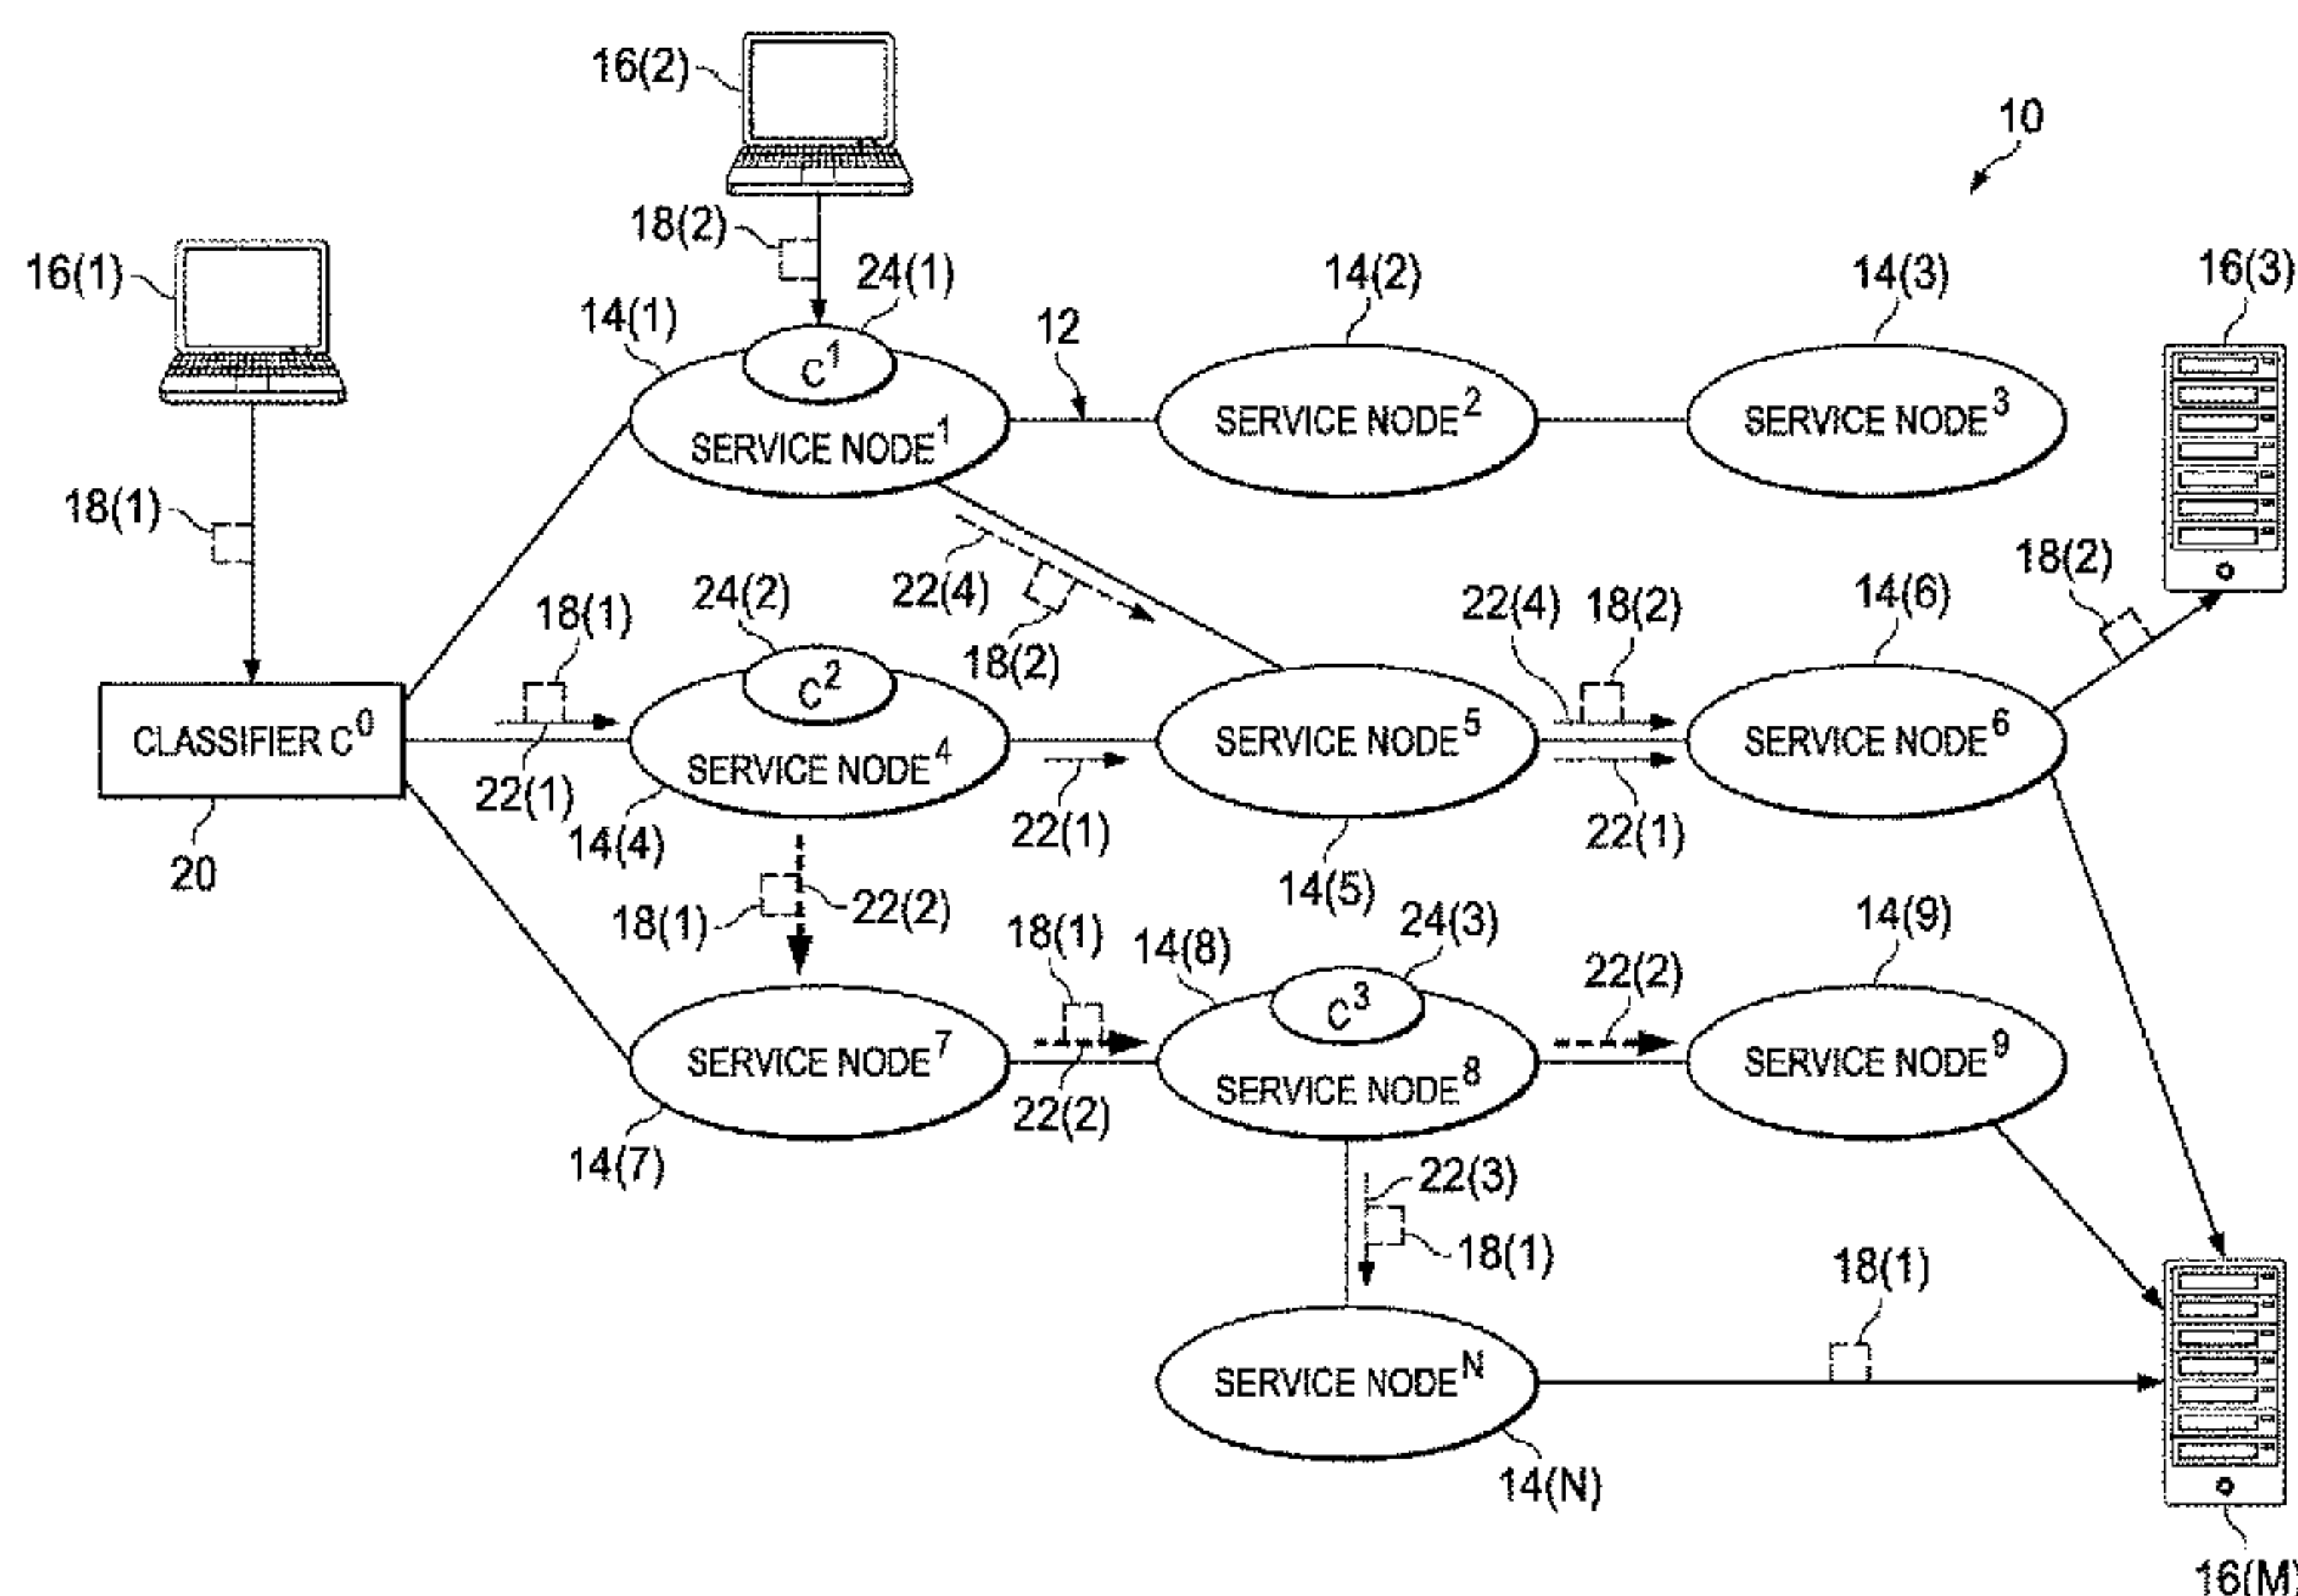 16(2)
10
18(2)
16(1)
24(1)
14(2)
14(3)
16(3)
14(1)
12
C1
SERVICE NODE1
SERVICE NODE2
SERVICE NODE3
18(1)
22(4)
18(2)
18(2)
18(1)
24(2)
22(4)
18(2)
14(6)
C2
CLASSIFIER C0
SERVICE NODE4
SERVICE NODE5
SERVICE NODE6
22(1)
22(1)
22(1)
20
14(4)
14(5)
18(1)
22(2)
18(1)
14(8)
24(3)
22(2)
14(9)
C3
SERVICE NODE7
SERVICE NODE8
SERVICE NODE9
22(2)
14(7)
22(3)
18(1)
18(1)
SERVICE NODEN
14(N)
16(M)